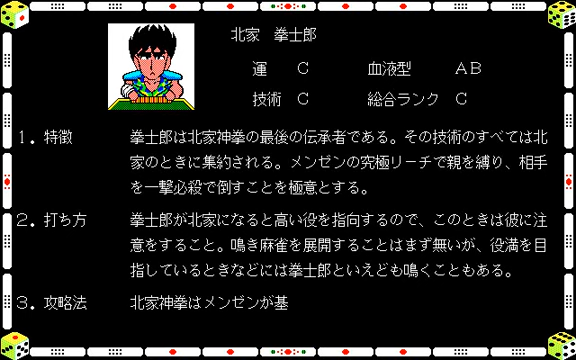 北家　拳士郎
運　Ｃ　　　血液型　　ＡＢ
技術　Ｃ　　　総合ランク　Ｃ
１．特徴　　拳士郎は北家神拳の最後の伝承者である。その技術のすべては北
家のときに集約される。メンゼンの究極リーチで親を縛り、相手
を一撃必殺で倒すことを極意とする。
２．打ち方　　拳士郎が北家になると高い役を指向するので、このときは彼に注
意をすること。鳴き麻雀を展開することはまず無いが、役満を目
指しているときなどには拳士郎といえども鳴くこともある。
３．攻略法　　北家神拳はメンゼンが基